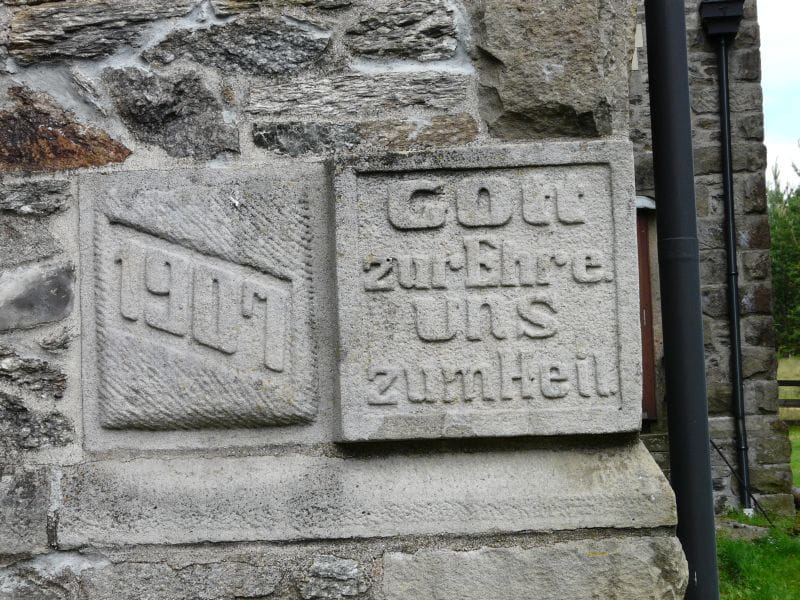 1907
Gott
zur Ehre.
uns
zum Heil.